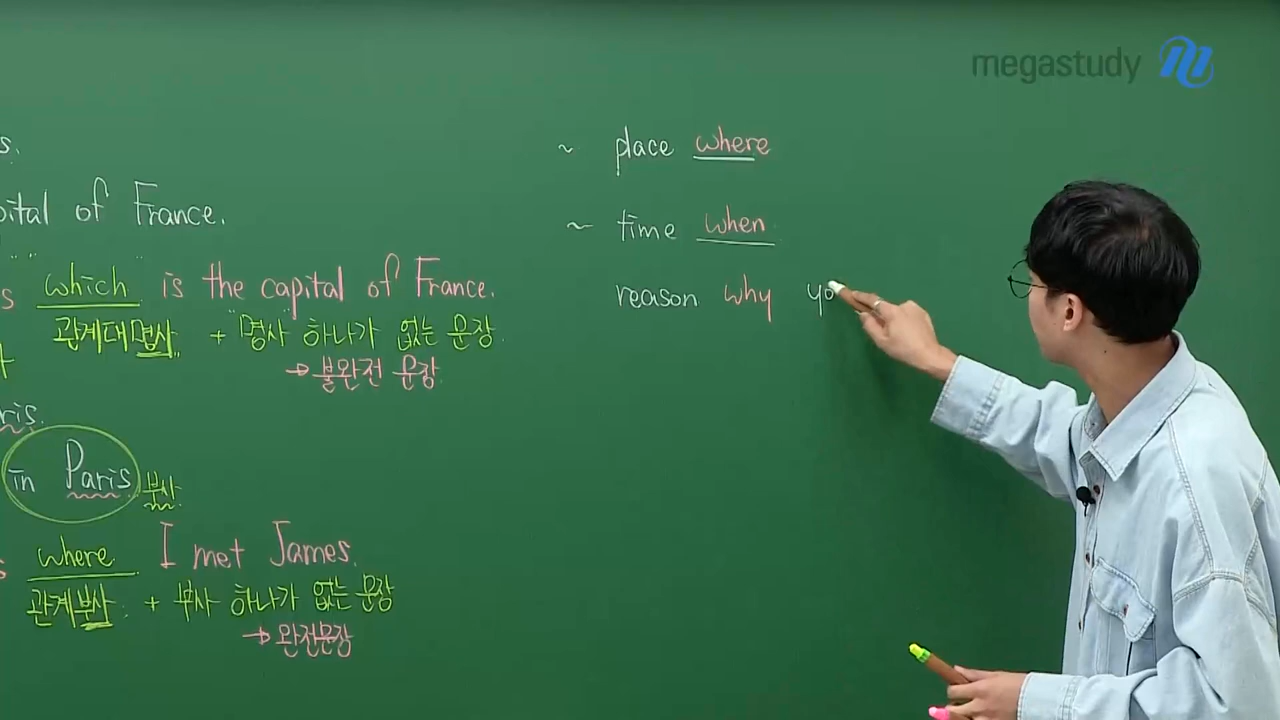 megastudy
s.
pital of France.
s "which" is the capital of France.
관계대명사 + "명사" 하나가 없는 문장
→ 불완전 문장
ris.
in Paris 부사
s where I met James.
관계부사 + 부사 하나가 없는 문장
→ 완전문장
~ place where
~ time when
reason why yo